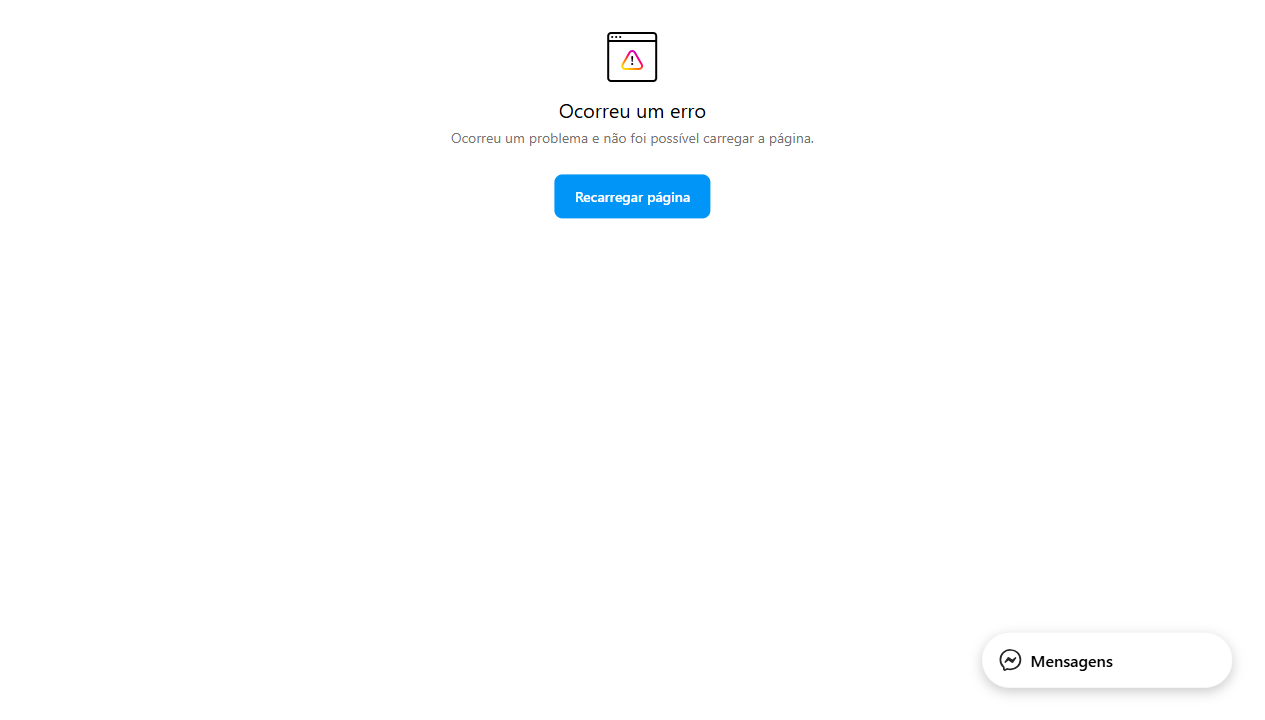 Ocorreu um erro
Ocorreu um problema e não foi possível carregar a página.
Recarregar página
Mensagens